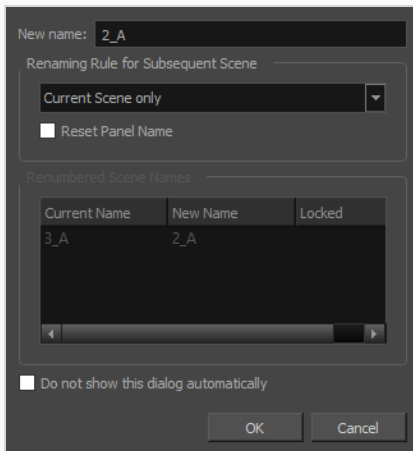 New name: 2_A
Renaming Rule for Subsequent Scene
Current Scene only
Reset Panel Name
Renumbered Scene Names
Current Name New Name Locked
3_A 2_A
Do not show this dialog automatically
OK Cancel